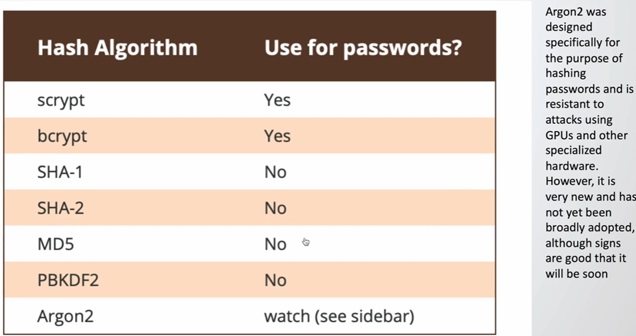 Hash Algorithm Use for passwords?
scrypt Yes
bcrypt Yes
SHA-1 No
SHA-2 No
MD5 No
PBKDF2 No
Argon2 watch (see sidebar)
Argon2 was
designed
specifically for
the purpose of
hashing
passwords and is
resistant to
attacks using
GPUs and other
specialized
hardware.
However, it is
very new and has
not yet been
broadly adopted,
although signs
are good that it
will be soon